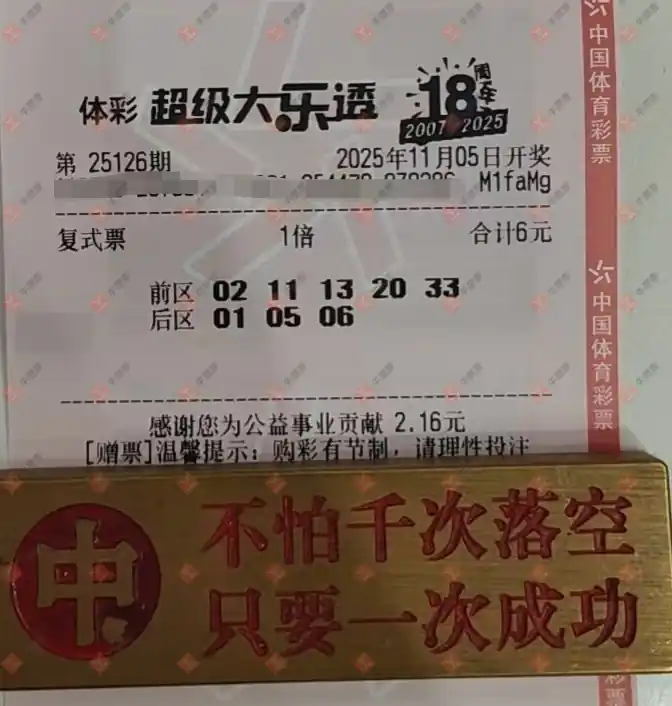 体彩 超级大乐透 18周年
2007 2025
第 25126期 2025年11月05日开奖
M1faMg
复式票 1倍 合计6元
前区 02 11 13 20 33
后区 01 05 06
感谢您为公益事业贡献 2.16元
[赠票]温馨提示：购彩有节制，请理性投注
中
不怕千次落空
只要一次成功
中国体育彩票
中国体育彩票
彩票